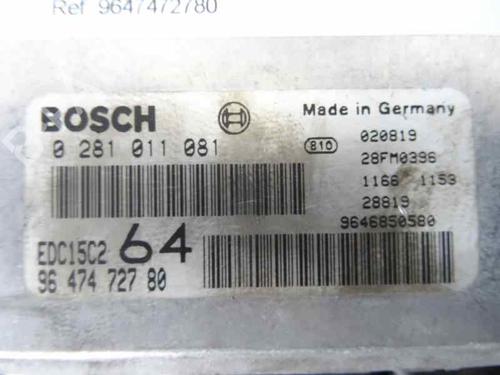 Ref 9647472780
BOSCH
Made in Germany
0 281 011 081
810
020819
28FM0396
1166 1153
28819
9646850580
EDC15C2 64
96 474 727 80